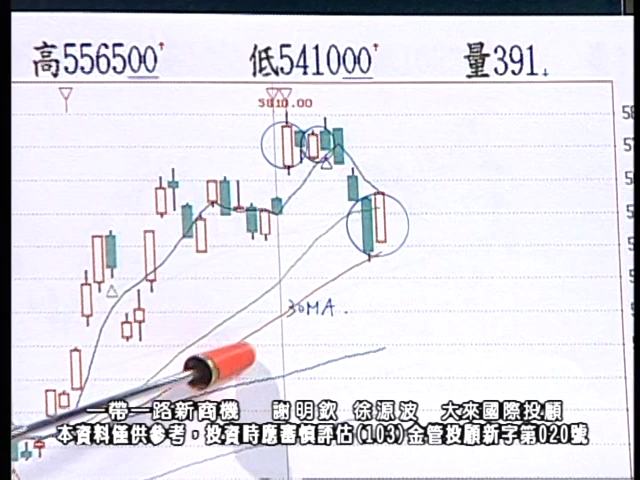 高556500↑ 低541000↑ 量391↓
5810.00
30MA.
一帶一路新商機 謝明欽 徐源波 大來國際投顧
本資料僅供參考，投資時應審慎評估(103)金管投顧新字第020號